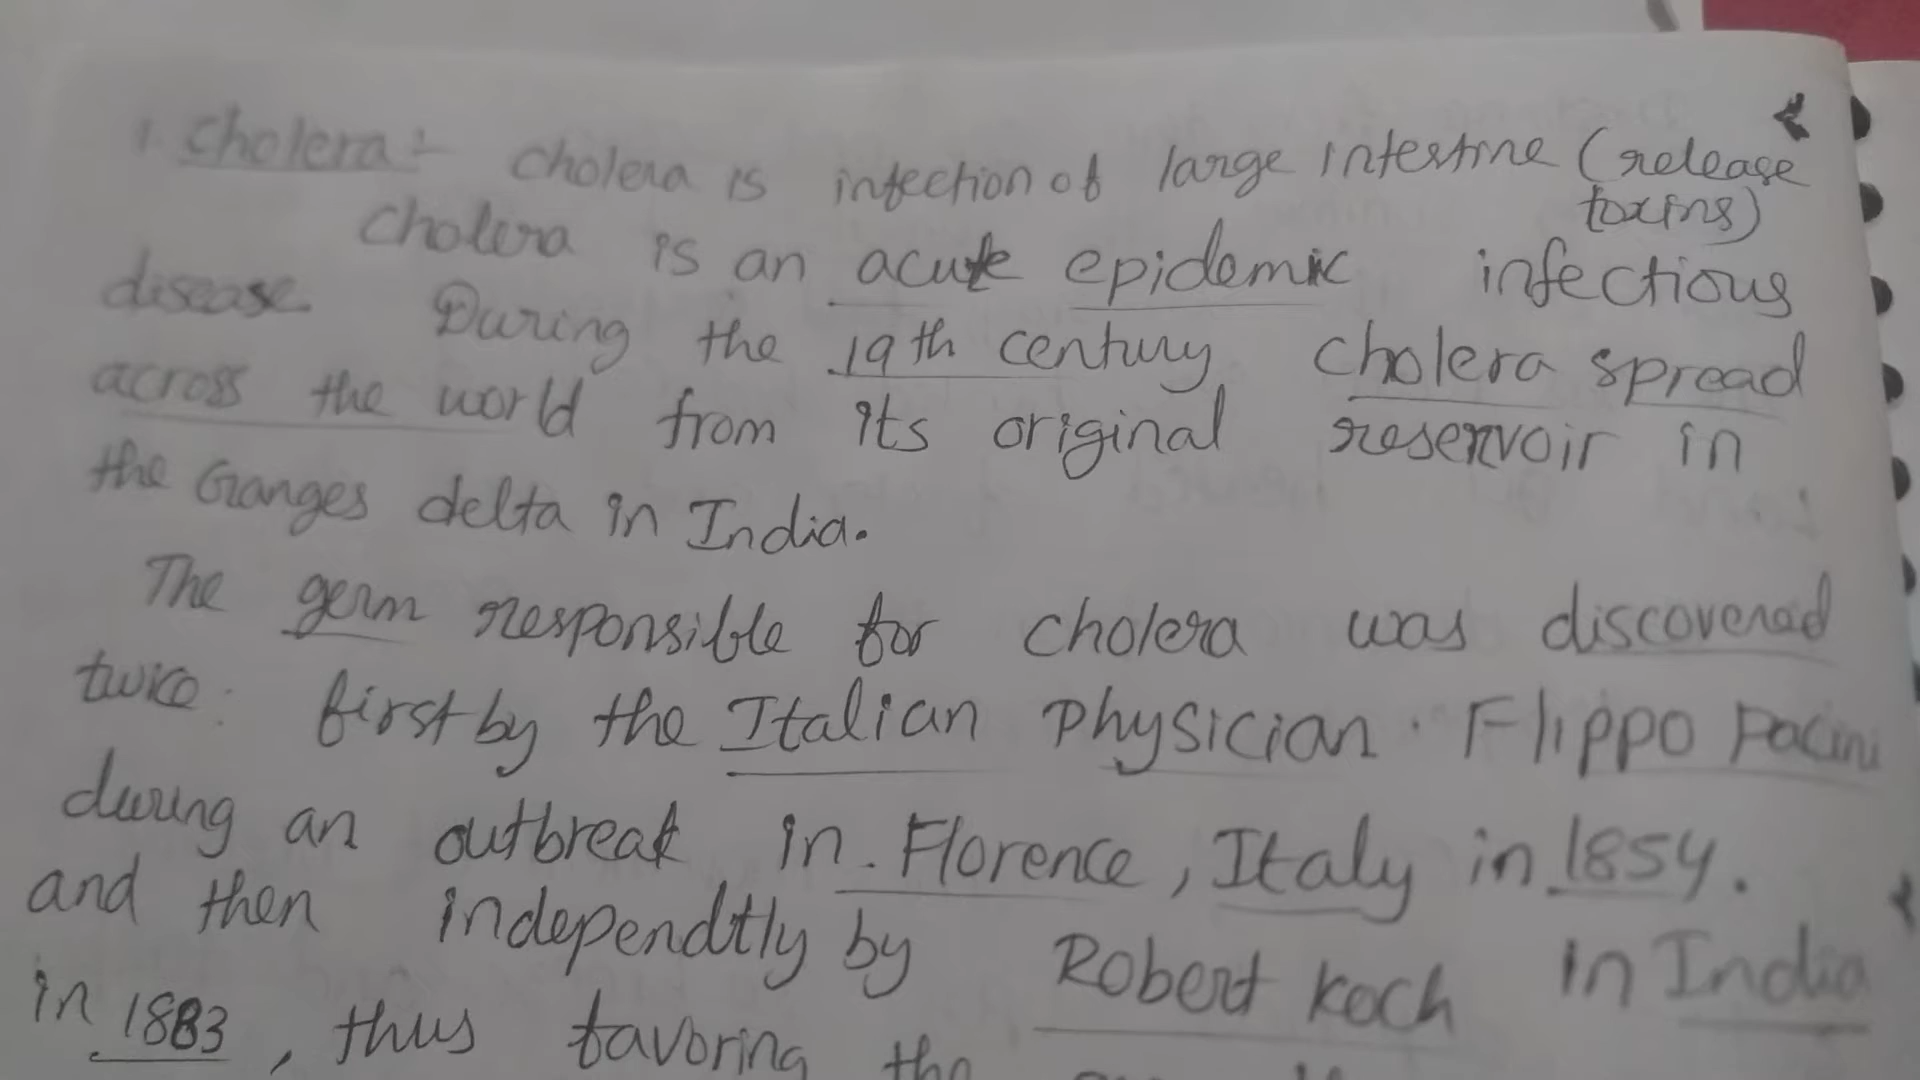 1. Cholera :- Cholera is infection of large intestine (release
toxins)
Cholera is an acute epidemic infectious
disease. During the 19th century cholera spread
across the world from its original reservoir in
the Ganges delta in India.
The germ responsible for cholera was discovered
twice: first by the Italian physician. Flippo Pacini
during an outbreak in. Florence, Italy in 1854.
and then independtly by Robert Koch in India
in 1883, thus favoring the